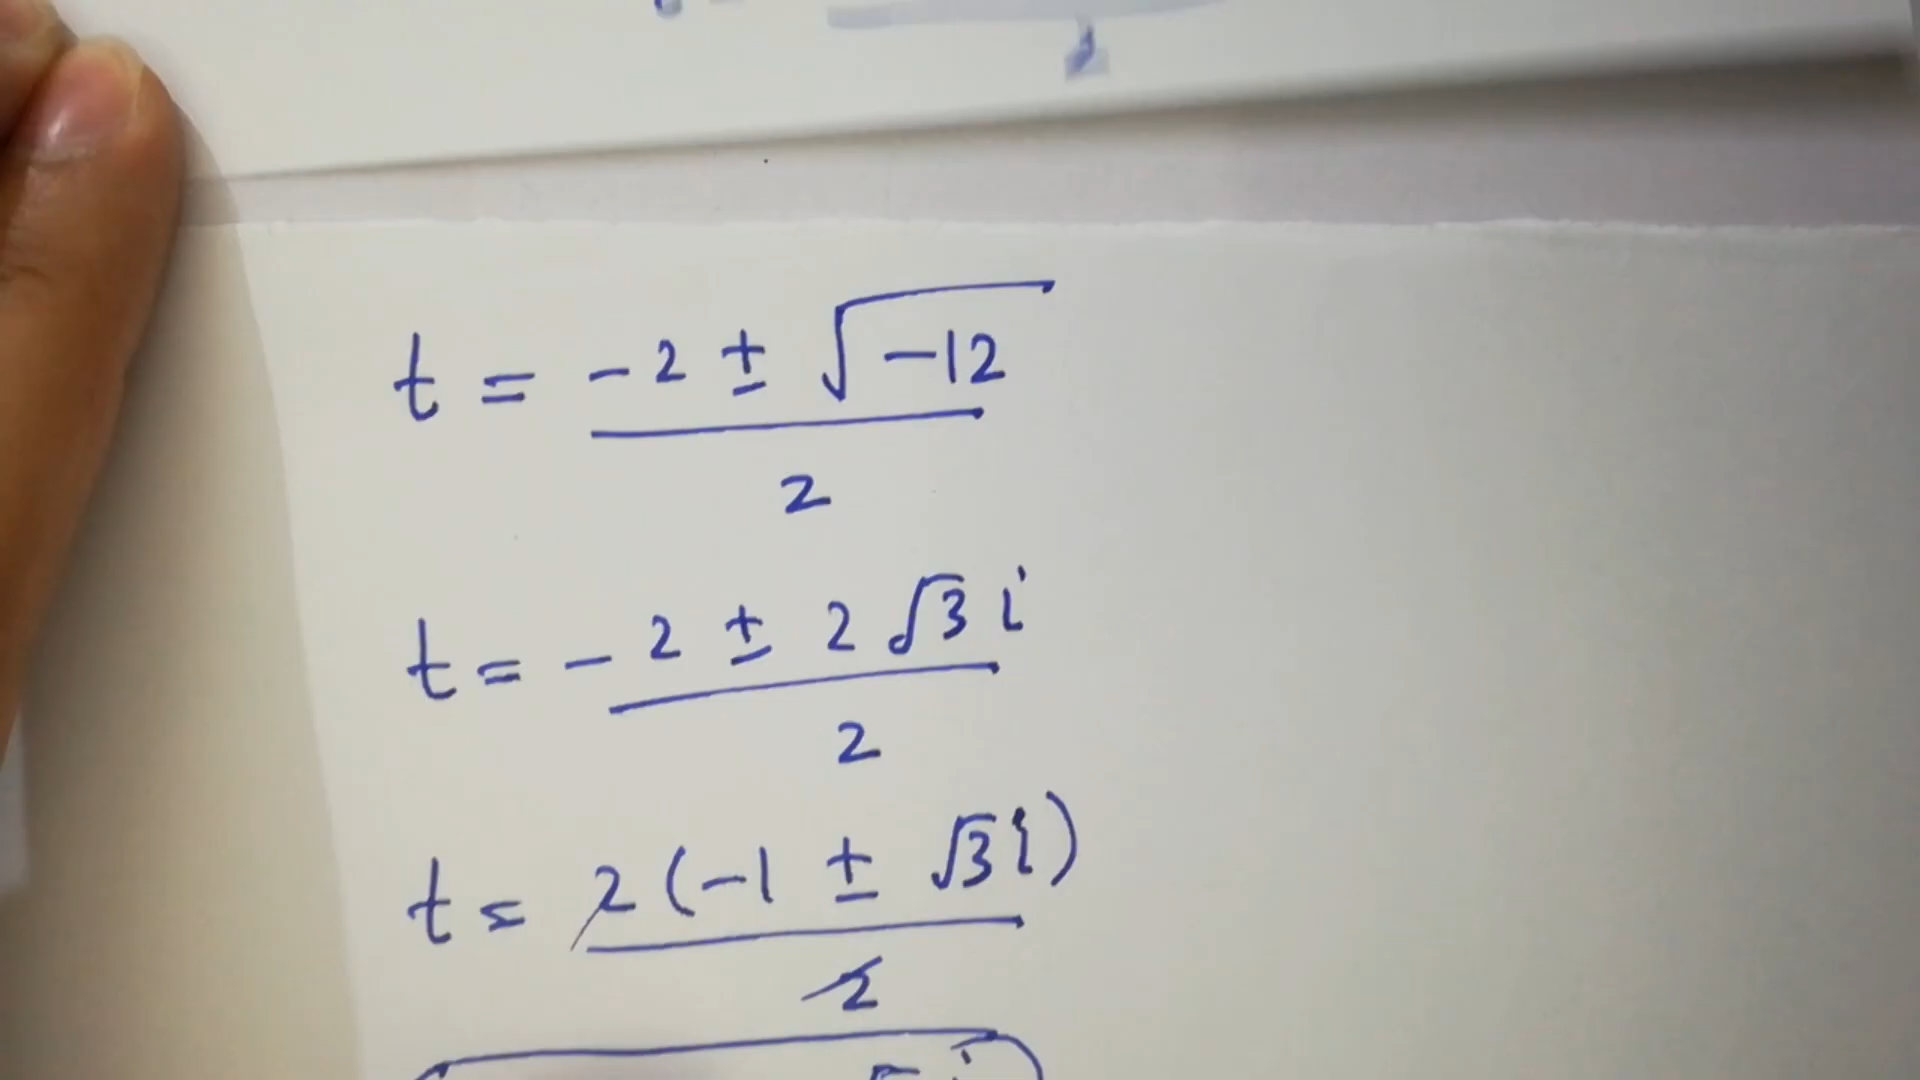 t = -2 ± √-12
2
t = -2 ± 2√3 i
2
t = 2(-1 ± √3 i)
2